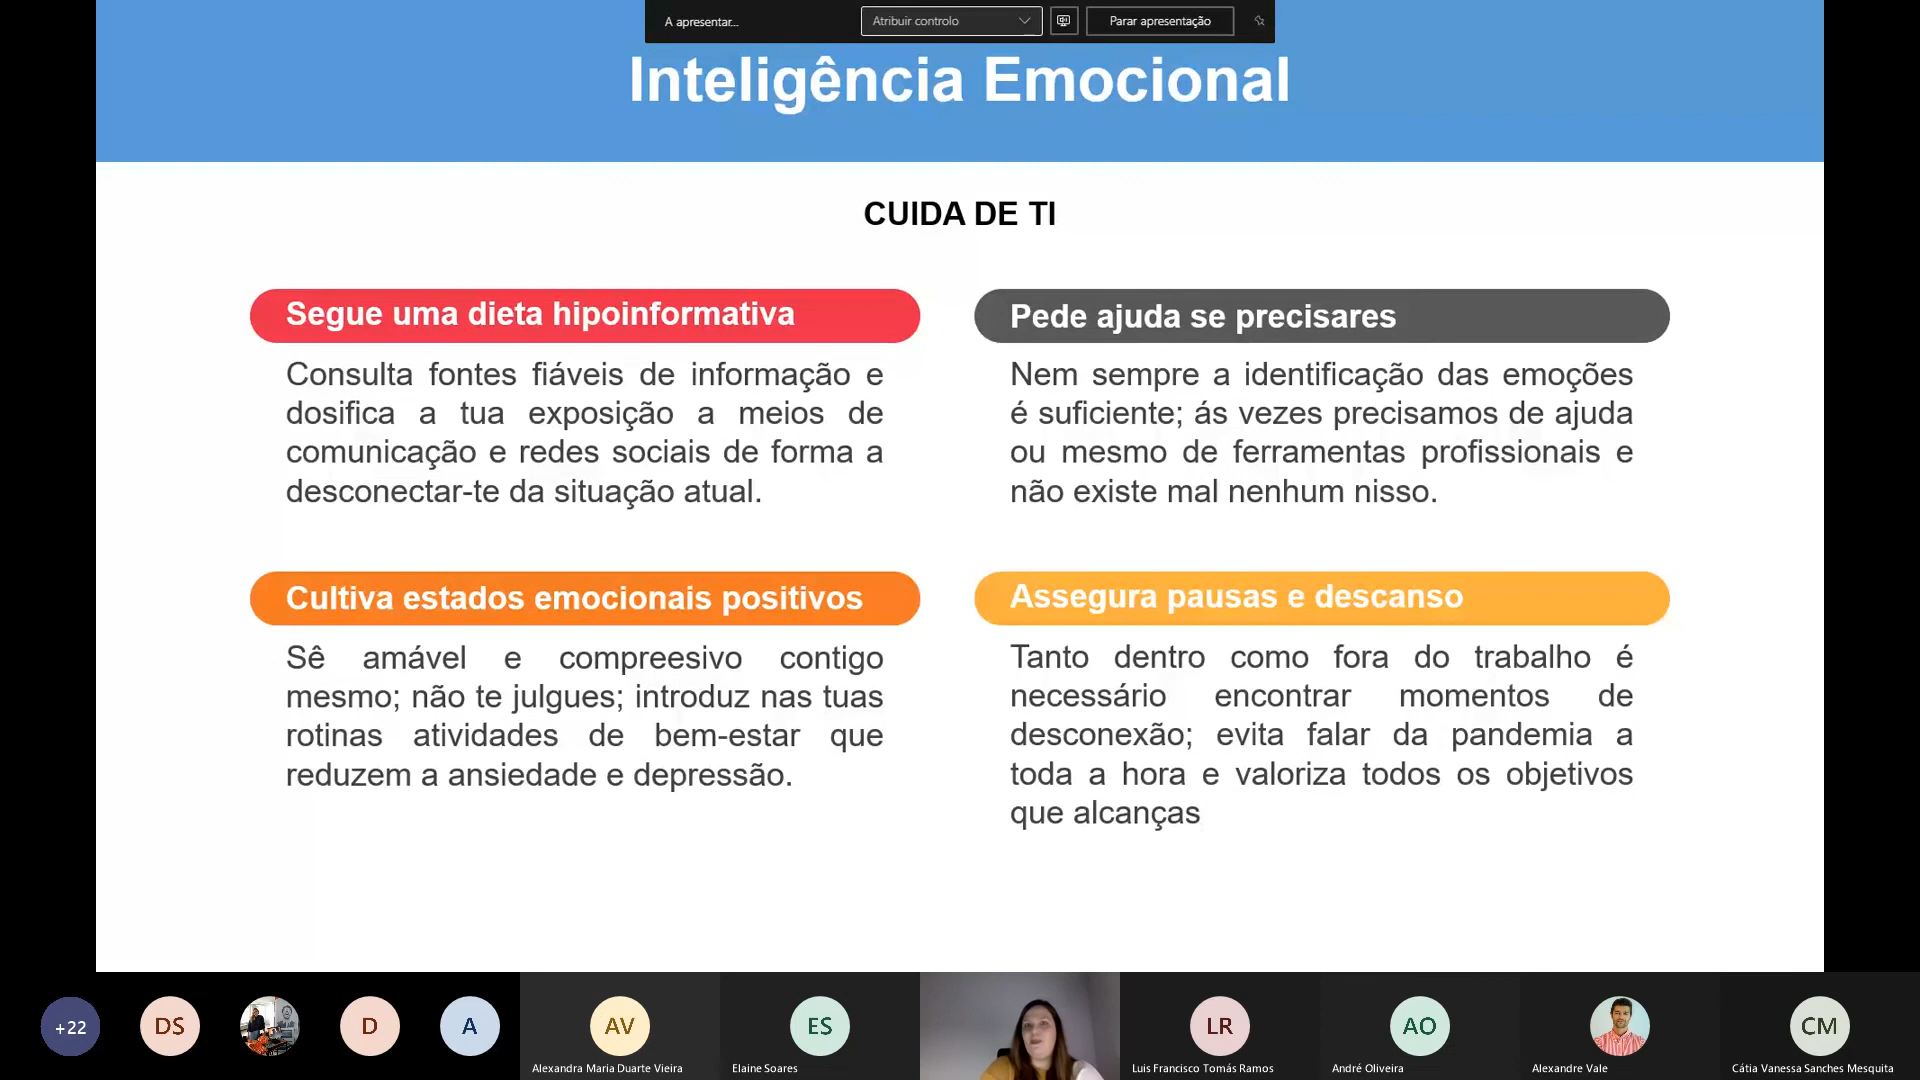 A apresentar...
Atribuir controlo
Parar apresentação
Inteligência Emocional
CUIDA DE TI
Segue uma dieta hipoinformativa
Consulta fontes fiáveis de informação e
dosifica a tua exposição a meios de
comunicação e redes sociais de forma a
desconectar-te da situação atual.
Pede ajuda se precisares
Nem sempre a identificação das emoções
é suficiente; ás vezes precisamos de ajuda
ou mesmo de ferramentas profissionais e
não existe mal nenhum nisso.
Cultiva estados emocionais positivos
Sê amável e compreesivo contigo
mesmo; não te julgues; introduz nas tuas
rotinas atividades de bem-estar que
reduzem a ansiedade e depressão.
Assegura pausas e descanso
Tanto dentro como fora do trabalho é
necessário encontrar momentos de
desconexão; evita falar da pandemia a
toda a hora e valoriza todos os objetivos
que alcanças
+22
DS
D
A
AV
Alexandra Maria Duarte Vieira
ES
Elaine Soares
LR
Luis Francisco Tomás Ramos
AO
André Oliveira
Alexandre Vale
CM
Cátia Vanessa Sanches Mesquita